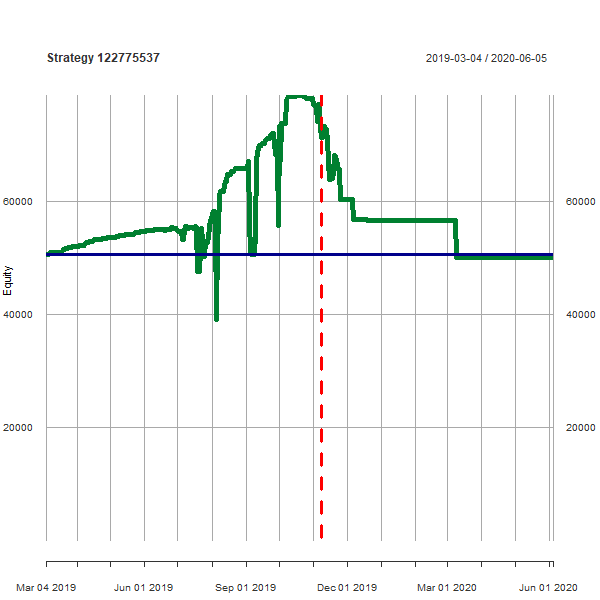 Strategy 122775537
2019-03-04 / 2020-06-05
60000
60000
Equity
40000
40000
20000
20000
Mar 04 2019
Jun 01 2019
Sep 01 2019
Dec 01 2019
Mar 01 2020
Jun 01 2020